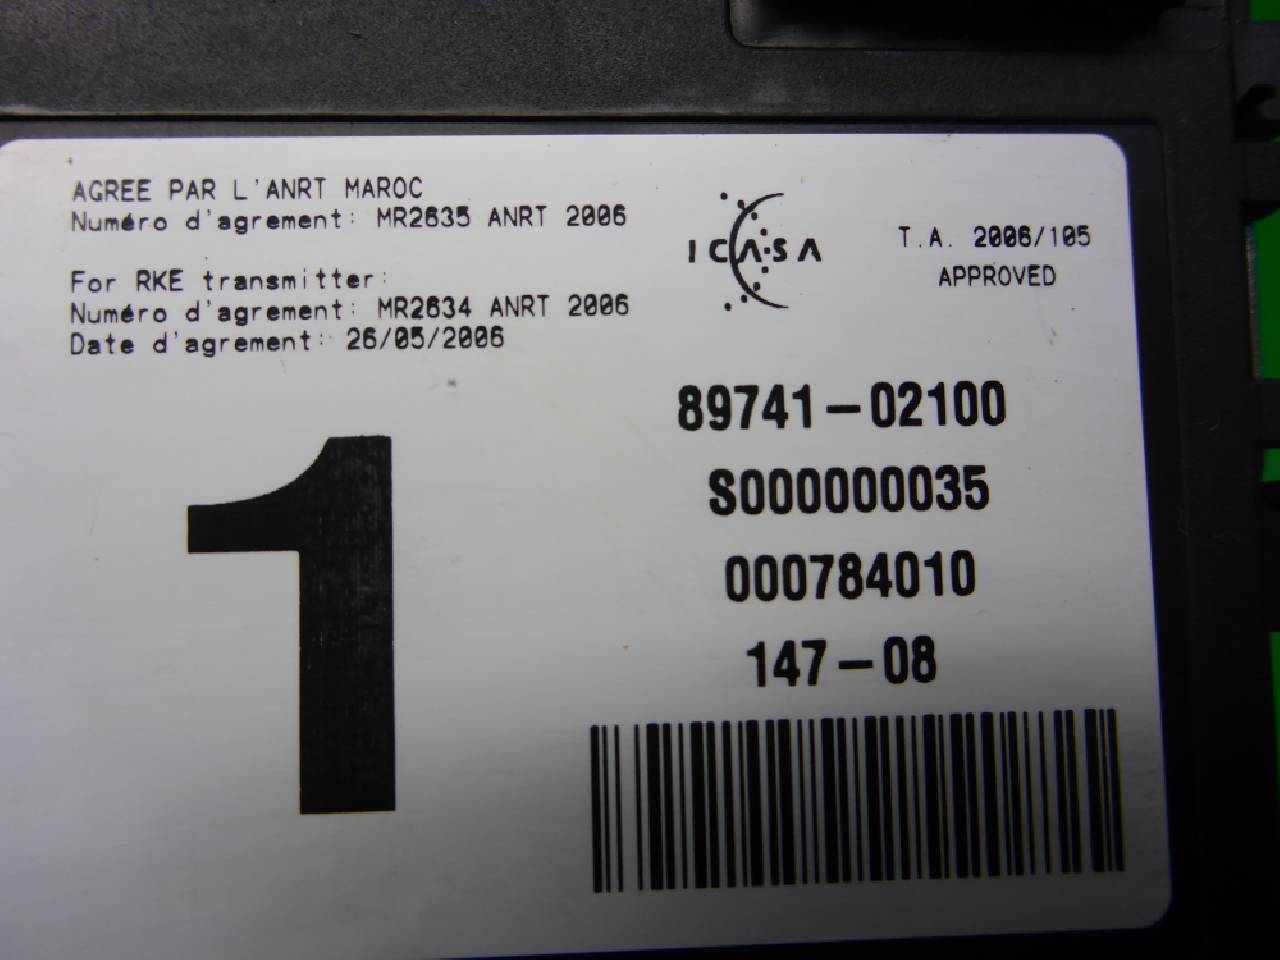 AGREE PAR L'ANRT MAROC
Numéro d'agrement: MR2635 ANRT 2006
For RKE transmitter:
Numéro d'agrement: MR2634 ANRT 2006
Date d'agrement: 26/05/2006
ICASA
T.A. 2006/105
APPROVED
1
89741-02100
S000000035
000784010
147-08